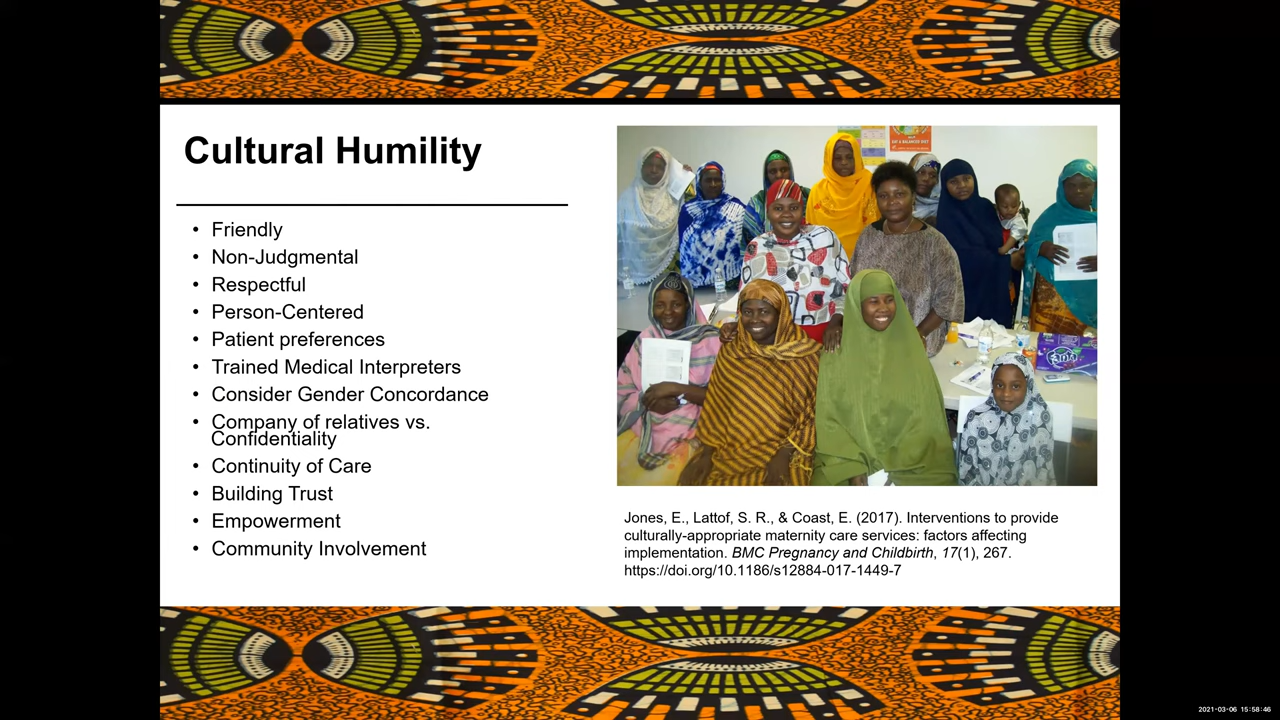 Cultural Humility
• Friendly
• Non-Judgmental
• Respectful
• Person-Centered
• Patient preferences
• Trained Medical Interpreters
• Consider Gender Concordance
• Company of relatives vs.
Confidentiality
• Continuity of Care
• Building Trust
• Empowerment
• Community Involvement
Jones, E., Lattof, S. R., & Coast, E. (2017). Interventions to provide
culturally-appropriate maternity care services: factors affecting
implementation. BMC Pregnancy and Childbirth, 17(1), 267.
https://doi.org/10.1186/s12884-017-1449-7
2021-03-06 15:58:46